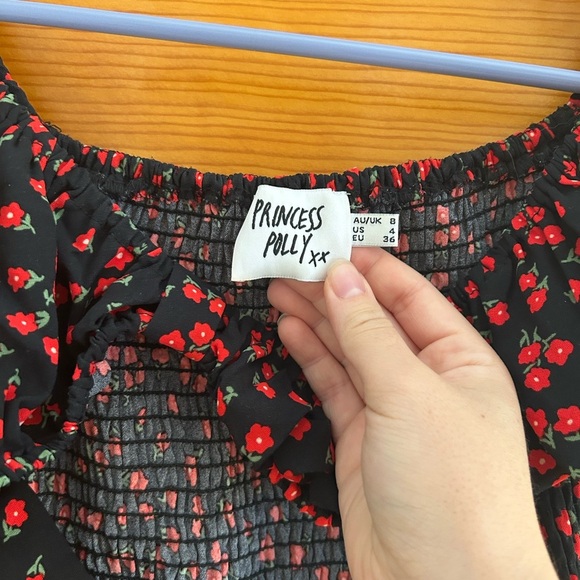 PRINCESS
POLLY xx
AU/UK 8
US 4
EU 36